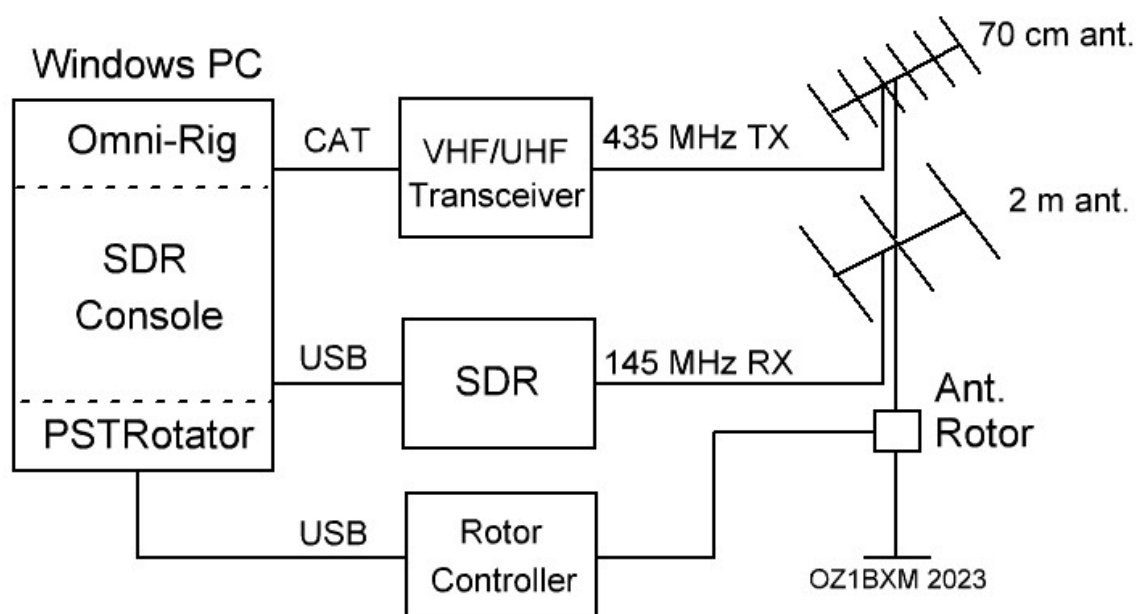 70 cm ant.
Windows PC
Omni-Rig
CAT
VHF/UHF
Transceiver
435 MHz TX
2 m ant.
SDR
Console
USB
SDR
145 MHz RX
Ant.
Rotor
PSTRotator
USB
Rotor
Controller
OZ1BXM 2023